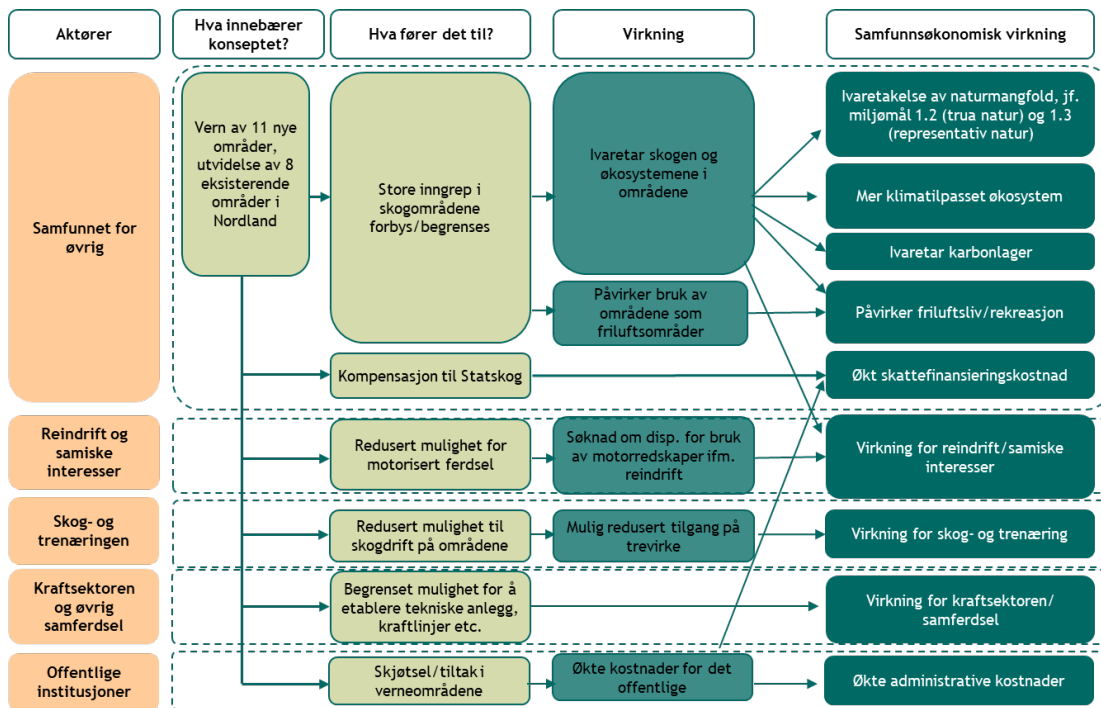 Aktører
Hva innebærer
konseptet?
Hva fører det til?
Virkning
Samfunnsøkonomisk virkning
Samfunnet for
øvrig
Vern av 11 nye
områder,
utvidelse av 8
eksisterende
områder i
Nordland
Store inngrep i
skogområdene
forbys/begrenses
Ivaretar skogen og
økosystemene i
områdene
Ivaretakelse av naturmangfold, jf.
miljømål 1.2 (trua natur) og 1.3
(representativ natur)
Mer klimatilpasset økosystem
Ivaretar karbonlager
Påvirker bruk av
områdene som
friluftsområder
Påvirker friluftsliv/rekreasjon
Kompensasjon til Statskog
Økt skattefinansieringskostnad
Reindrift og
samiske
interesser
Redusert mulighet for
motorisert ferdsel
Søknad om disp. for bruk
av motorredskaper ifm.
reindrift
Virkning for reindrift/samiske
interesser
Skog- og
trenæringen
Redusert mulighet til
skogdrift på områdene
Mulig redusert tilgang på
trevirke
Virkning for skog- og trenæring
Kraftsektoren
og øvrig
samferdsel
Begrenset mulighet for å
etablere tekniske anlegg,
kraftlinjer etc.
Virkning for kraftsektoren/
samferdsel
Offentlige
institusjoner
Skjøtsel/tiltak i
verneområdene
Økte kostnader for det
offentlige
Økte administrative kostnader